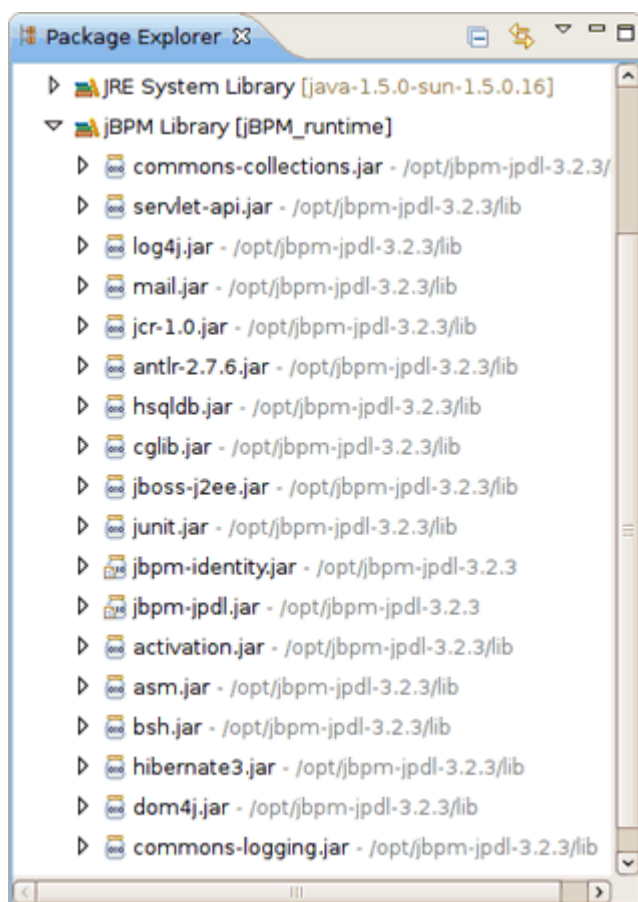 Package Explorer
JRE System Library [java-1.5.0-sun-1.5.0.16]
jBPM Library [jBPM_runtime]
commons-collections.jar - /opt/jbpm-jpdl-3.2.3/
servlet-api.jar - /opt/jbpm-jpdl-3.2.3/lib
log4j.jar - /opt/jbpm-jpdl-3.2.3/lib
mail.jar - /opt/jbpm-jpdl-3.2.3/lib
jcr-1.0.jar - /opt/jbpm-jpdl-3.2.3/lib
antlr-2.7.6.jar - /opt/jbpm-jpdl-3.2.3/lib
hsqldb.jar - /opt/jbpm-jpdl-3.2.3/lib
cglib.jar - /opt/jbpm-jpdl-3.2.3/lib
jboss-j2ee.jar - /opt/jbpm-jpdl-3.2.3/lib
junit.jar - /opt/jbpm-jpdl-3.2.3/lib
jbpm-identity.jar - /opt/jbpm-jpdl-3.2.3
jbpm-jpdl.jar - /opt/jbpm-jpdl-3.2.3
activation.jar - /opt/jbpm-jpdl-3.2.3/lib
asm.jar - /opt/jbpm-jpdl-3.2.3/lib
bsh.jar - /opt/jbpm-jpdl-3.2.3/lib
hibernate3.jar - /opt/jbpm-jpdl-3.2.3/lib
dom4j.jar - /opt/jbpm-jpdl-3.2.3/lib
commons-logging.jar - /opt/jbpm-jpdl-3.2.3/lib